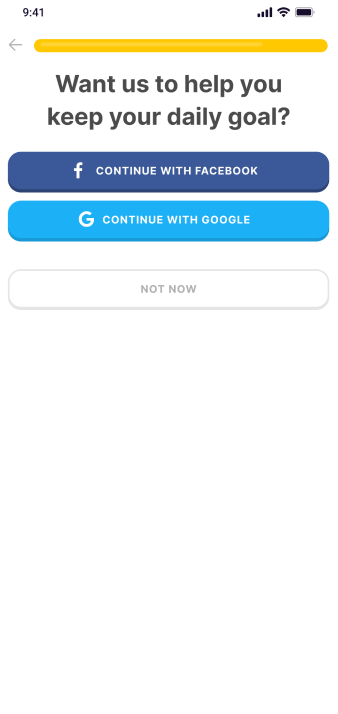 9:41
Want us to help you
keep your daily goal?
CONTINUE WITH FACEBOOK
CONTINUE WITH GOOGLE
NOT NOW